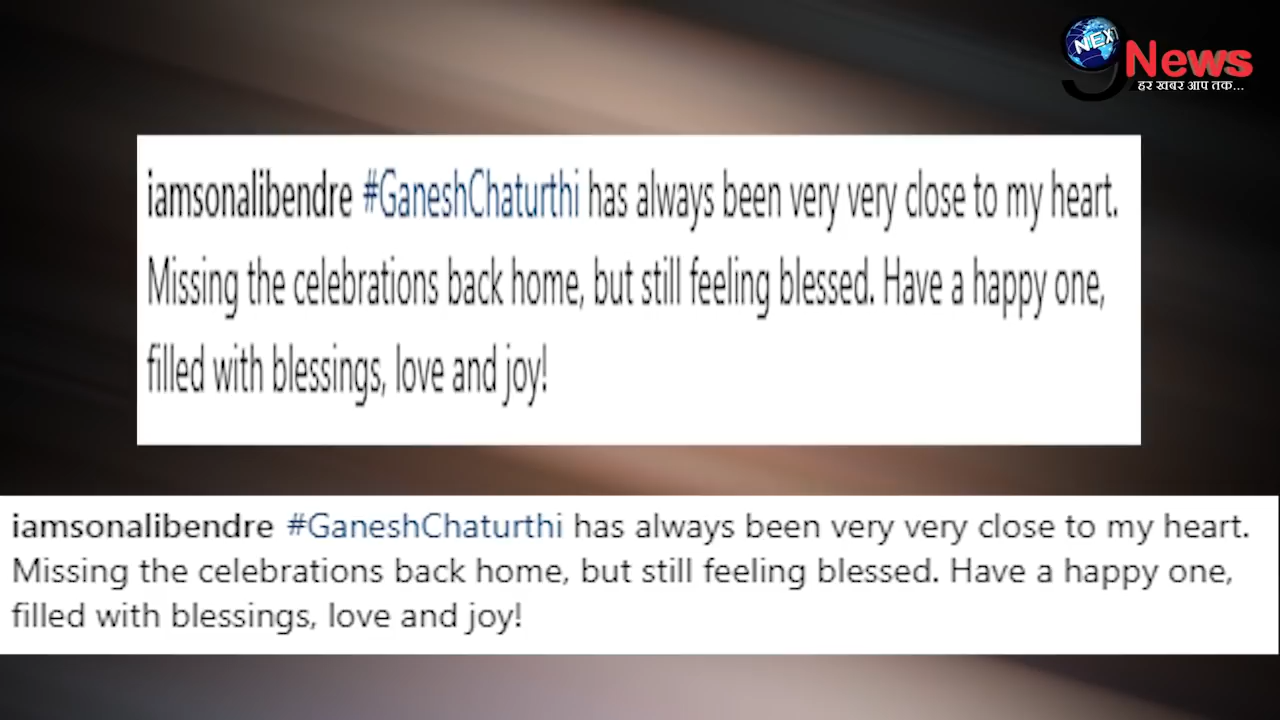 NEXT
9 News
हर खबर आप तक...
iamsonalibendre #GaneshChaturthi has always been very very close to my heart.
Missing the celebrations back home, but still feeling blessed. Have a happy one,
filled with blessings, love and joy!
iamsonalibendre #GaneshChaturthi has always been very very close to my heart.
Missing the celebrations back home, but still feeling blessed. Have a happy one,
filled with blessings, love and joy!